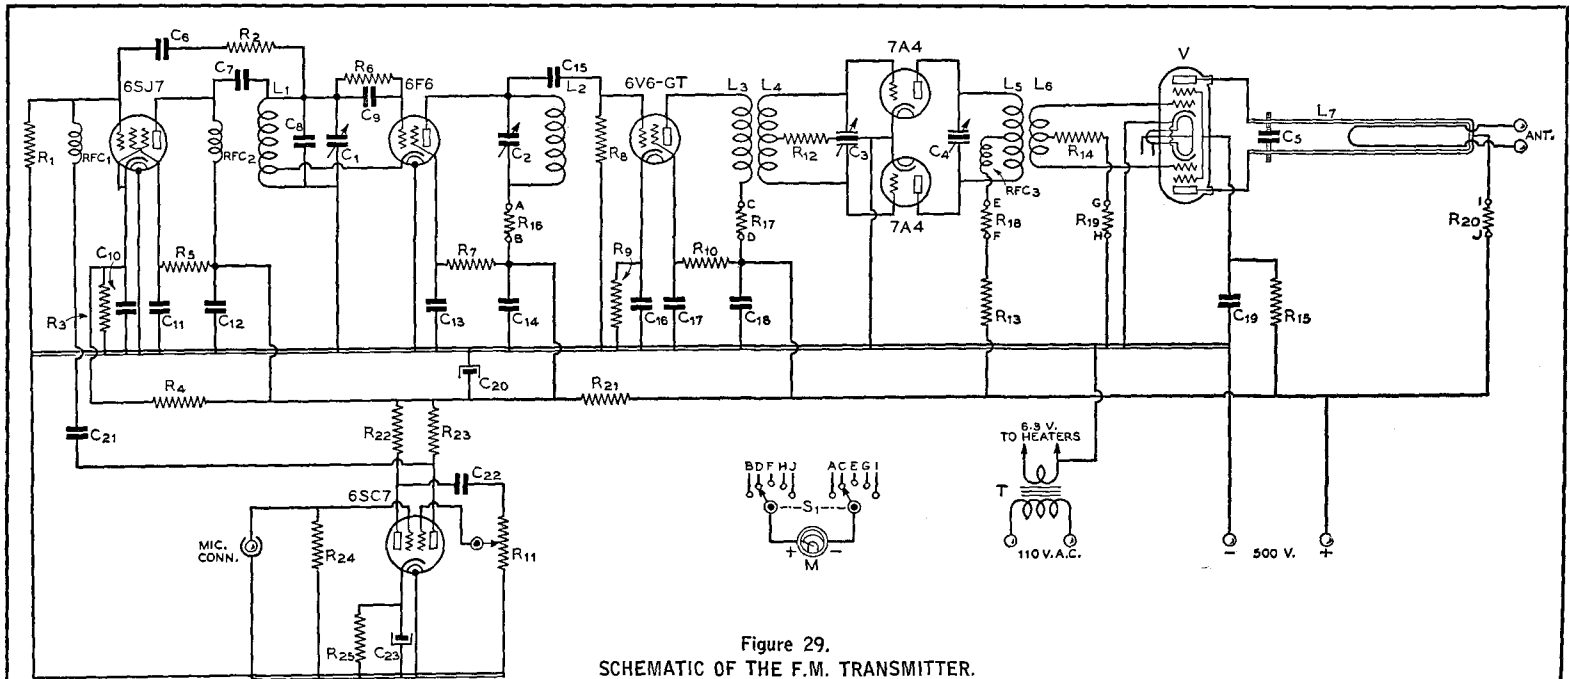 C6 R2 7A4 V
C7 L1 R6 6F6 C15 L2 6V6-GT L3 L4 L5 L6 L7
6SJ7
C9
R1 RFC1 RFC2 C8 C1 C2 R8 R12 C3 C4 RFC3 R14 C5 ANT.
7A4
A C E G I
R16 R17 R18 R19 R20
B D F H J
C10 R5 R7 R9 R10
R3 C11 C12 C13 C14 C16 C17 C18 R13 C19 R15
R4 C20 R21
C21 R22 R23
6.3 V.
TO HEATERS
C22
6SC7
B D F H J A C E G I
S1
T
MIC.
CONN.
R24 R11
+ M -
110 V.A.C.
- 500 V. +
R25 C23
Figure 29.
SCHEMATIC OF THE F.M. TRANSMITTER.